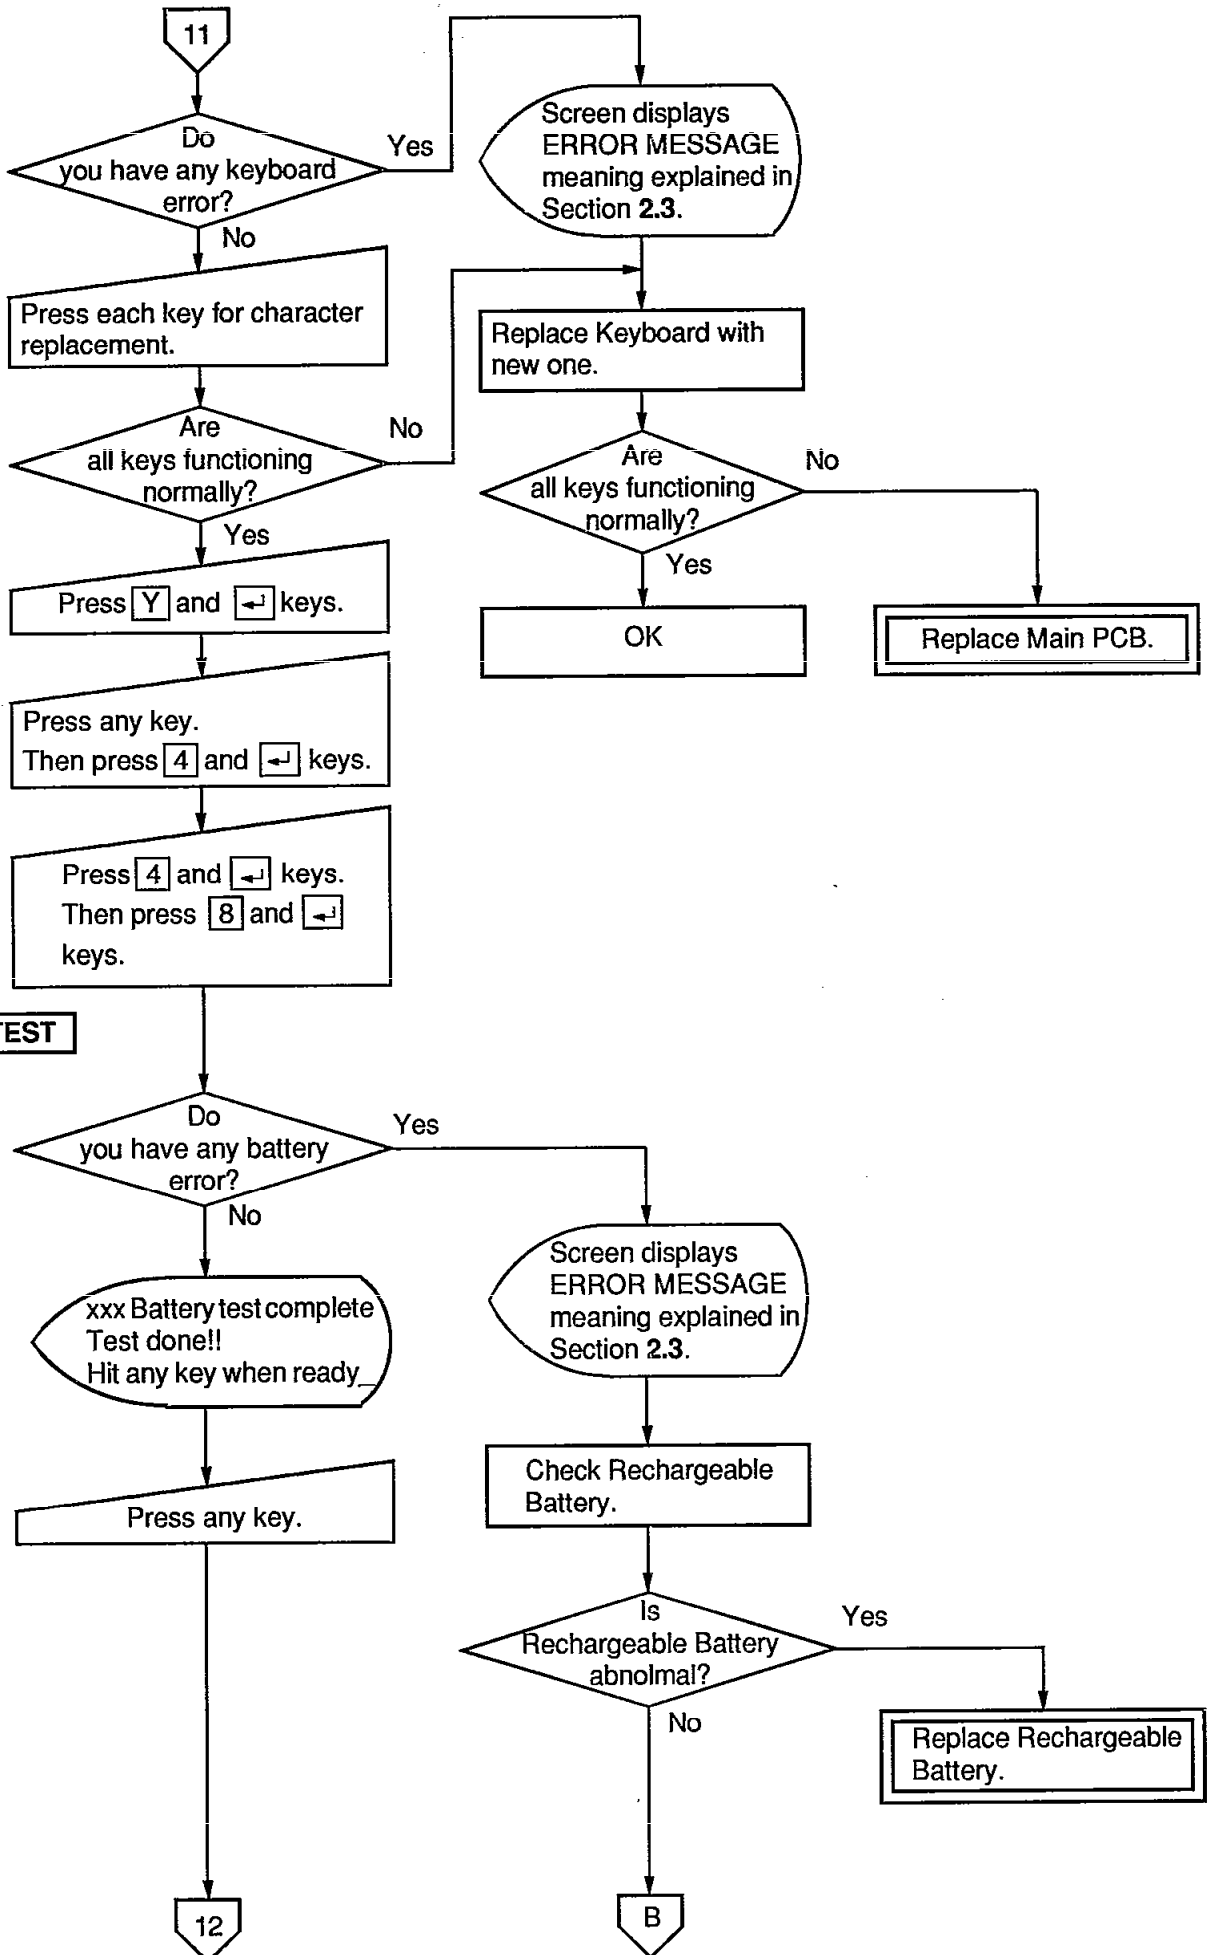 11
Do
you have any keyboard
error?
Yes
No
Screen displays
ERROR MESSAGE
meaning explained in
Section 2.3.
Press each key for character
replacement.
Replace Keyboard with
new one.
Are
all keys functioning
normally?
No
Yes
Are
all keys functioning
normally?
No
Yes
Press Y and ↵ keys.
OK
Replace Main PCB.
Press any key.
Then press 4 and ↵ keys.
Press 4 and ↵ keys.
Then press 8 and ↵
keys.
TEST
Do
you have any battery
error?
Yes
No
Screen displays
ERROR MESSAGE
meaning explained in
Section 2.3.
xxx Battery test complete
Test done!!
Hit any key when ready_
Check Rechargeable
Battery.
Press any key.
Is
Rechargeable Battery
abnolmal?
Yes
No
Replace Rechargeable
Battery.
12
B